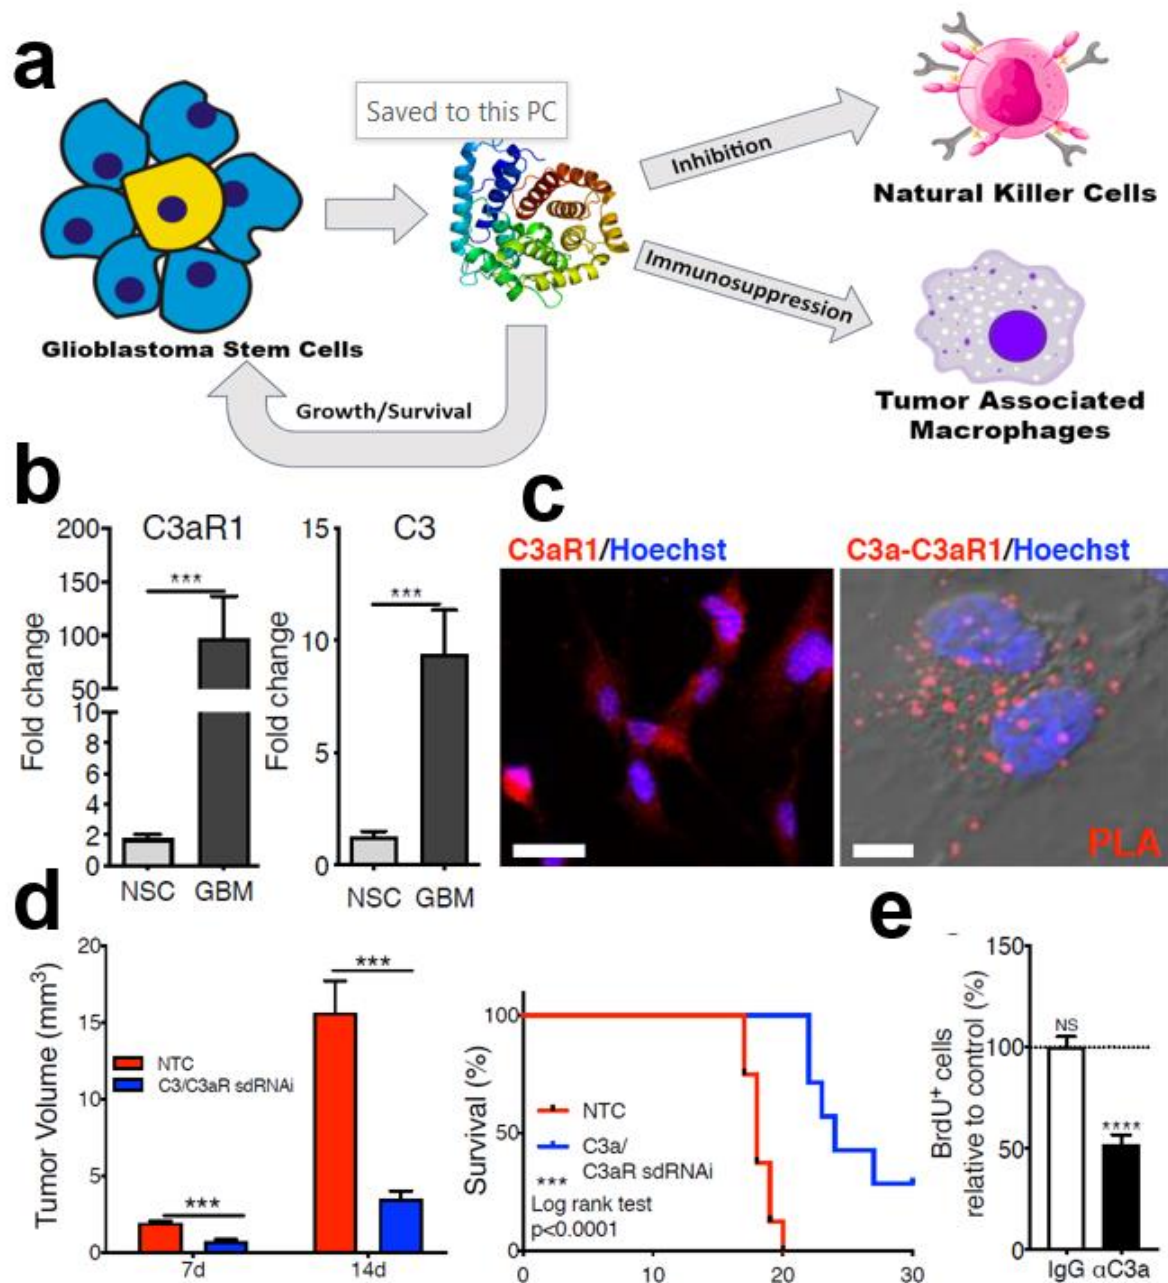 a
Saved to this PC
Inhibition
Natural Killer Cells
Immunosuppression
Tumor Associated
Macrophages
Glioblastoma Stem Cells
Growth/Survival
b
C3aR1
200
150
100
50
10
8
6
4
2
0
Fold change
***
NSC GBM
C3
15
10
5
0
Fold change
***
NSC GBM
c
C3aR1/Hoechst
C3a-C3aR1/Hoechst
PLA
d
20
15
10
5
0
Tumor Volume (mm³)
***
***
NTC
C3/C3aR sdRNAi
7d
14d
Survival (%)
100
50
0
NTC
C3a/
C3aR sdRNAi
***
Log rank test
p<0.0001
0
10
20
30
e
150
100
50
0
BrdU⁺ cells
relative to control (%)
NS
****
IgG αC3a